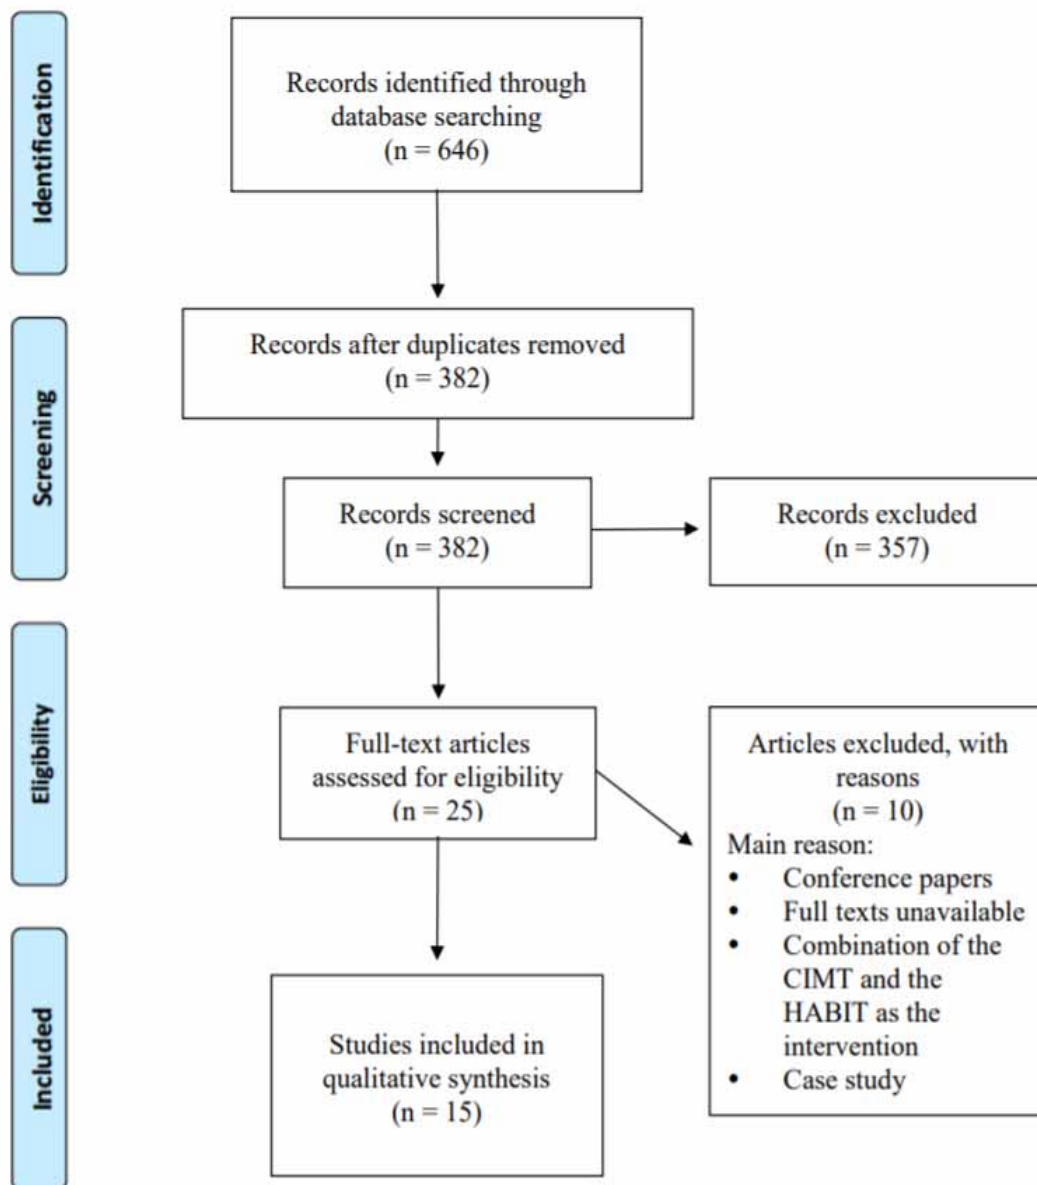 Identification
Records identified through
database searching
(n = 646)
Screening
Records after duplicates removed
(n = 382)
Records screened
(n = 382)
Records excluded
(n = 357)
Eligibility
Full-text articles
assessed for eligibility
(n = 25)
Articles excluded, with
reasons
(n = 10)
Main reason:
• Conference papers
• Full texts unavailable
• Combination of the
CIMT and the
HABIT as the
intervention
• Case study
Included
Studies included in
qualitative synthesis
(n = 15)